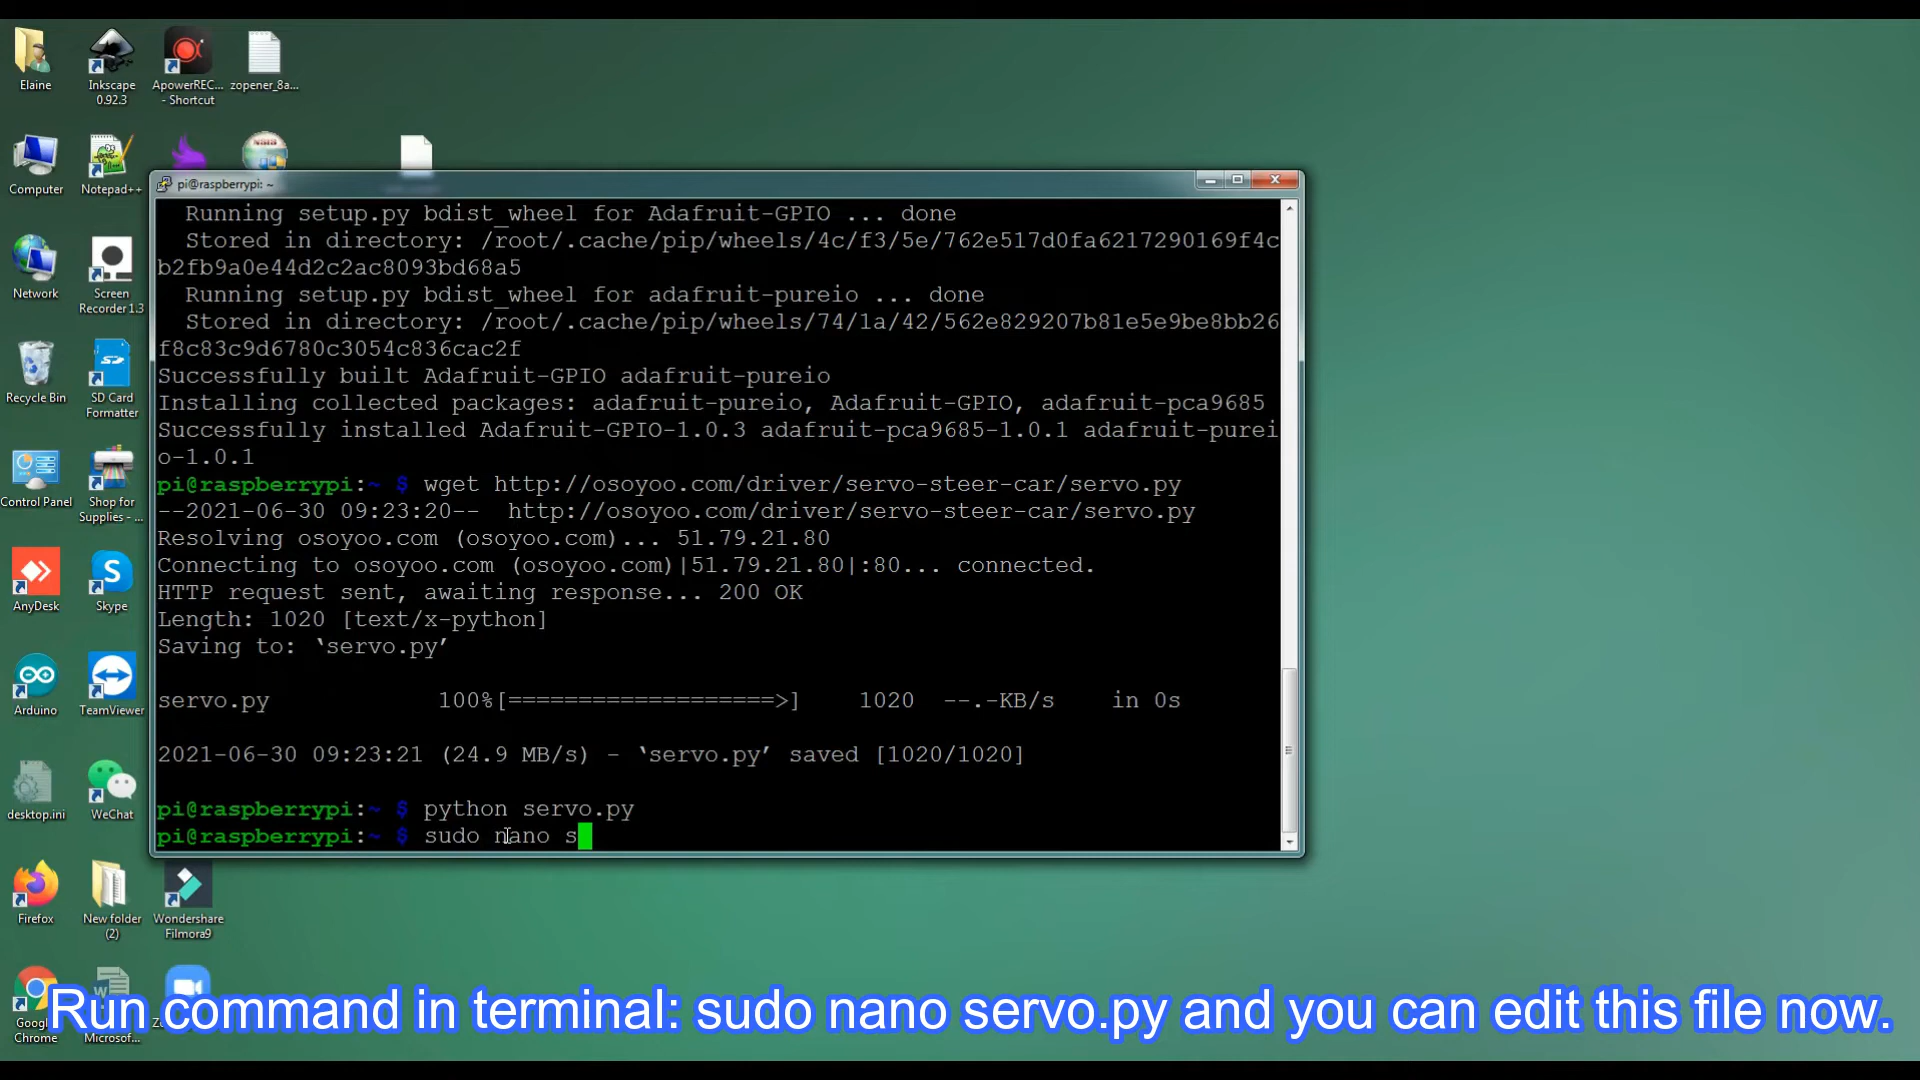 Elaine
Inkscape
0.92.3
ApowerREC...
- Shortcut
zopener_8a...
Computer
Notepad++
pi@raspberrypi: ~
Running setup.py bdist_wheel for Adafruit-GPIO ... done
Stored in directory: /root/.cache/pip/wheels/4c/f3/5e/762e517d0fa6217290169f4c
b2fb9a0e44d2c2ac8093bd68a5
Running setup.py bdist_wheel for adafruit-pureio ... done
Stored in directory: /root/.cache/pip/wheels/74/1a/42/562e829207b81e5e9be8bb26
f8c83c9d6780c3054c836cac2f
Successfully built Adafruit-GPIO adafruit-pureio
Installing collected packages: adafruit-pureio, Adafruit-GPIO, adafruit-pca9685
Successfully installed Adafruit-GPIO-1.0.3 adafruit-pca9685-1.0.1 adafruit-purei
o-1.0.1
pi@raspberrypi:~ $ wget http://osoyoo.com/driver/servo-steer-car/servo.py
--2021-06-30 09:23:20-- http://osoyoo.com/driver/servo-steer-car/servo.py
Resolving osoyoo.com (osoyoo.com)... 51.79.21.80
Connecting to osoyoo.com (osoyoo.com)|51.79.21.80|:80... connected.
HTTP request sent, awaiting response... 200 OK
Length: 1020 [text/x-python]
Saving to: ‘servo.py’
servo.py 100%[===================>] 1020 --.-KB/s in 0s
2021-06-30 09:23:21 (24.9 MB/s) - ‘servo.py’ saved [1020/1020]
pi@raspberrypi:~ $ python servo.py
pi@raspberrypi:~ $ sudo nano s
Network
Screen
Recorder 1.3
Recycle Bin
SD Card
Formatter
Control Panel
Shop for
Supplies - ...
AnyDesk
Skype
Arduino
TeamViewer
desktop.ini
WeChat
Firefox
New folder
(2)
Wondershare
Filmora9
Google
Chrome
Microsof...
Run command in terminal: sudo nano servo.py and you can edit this file now.